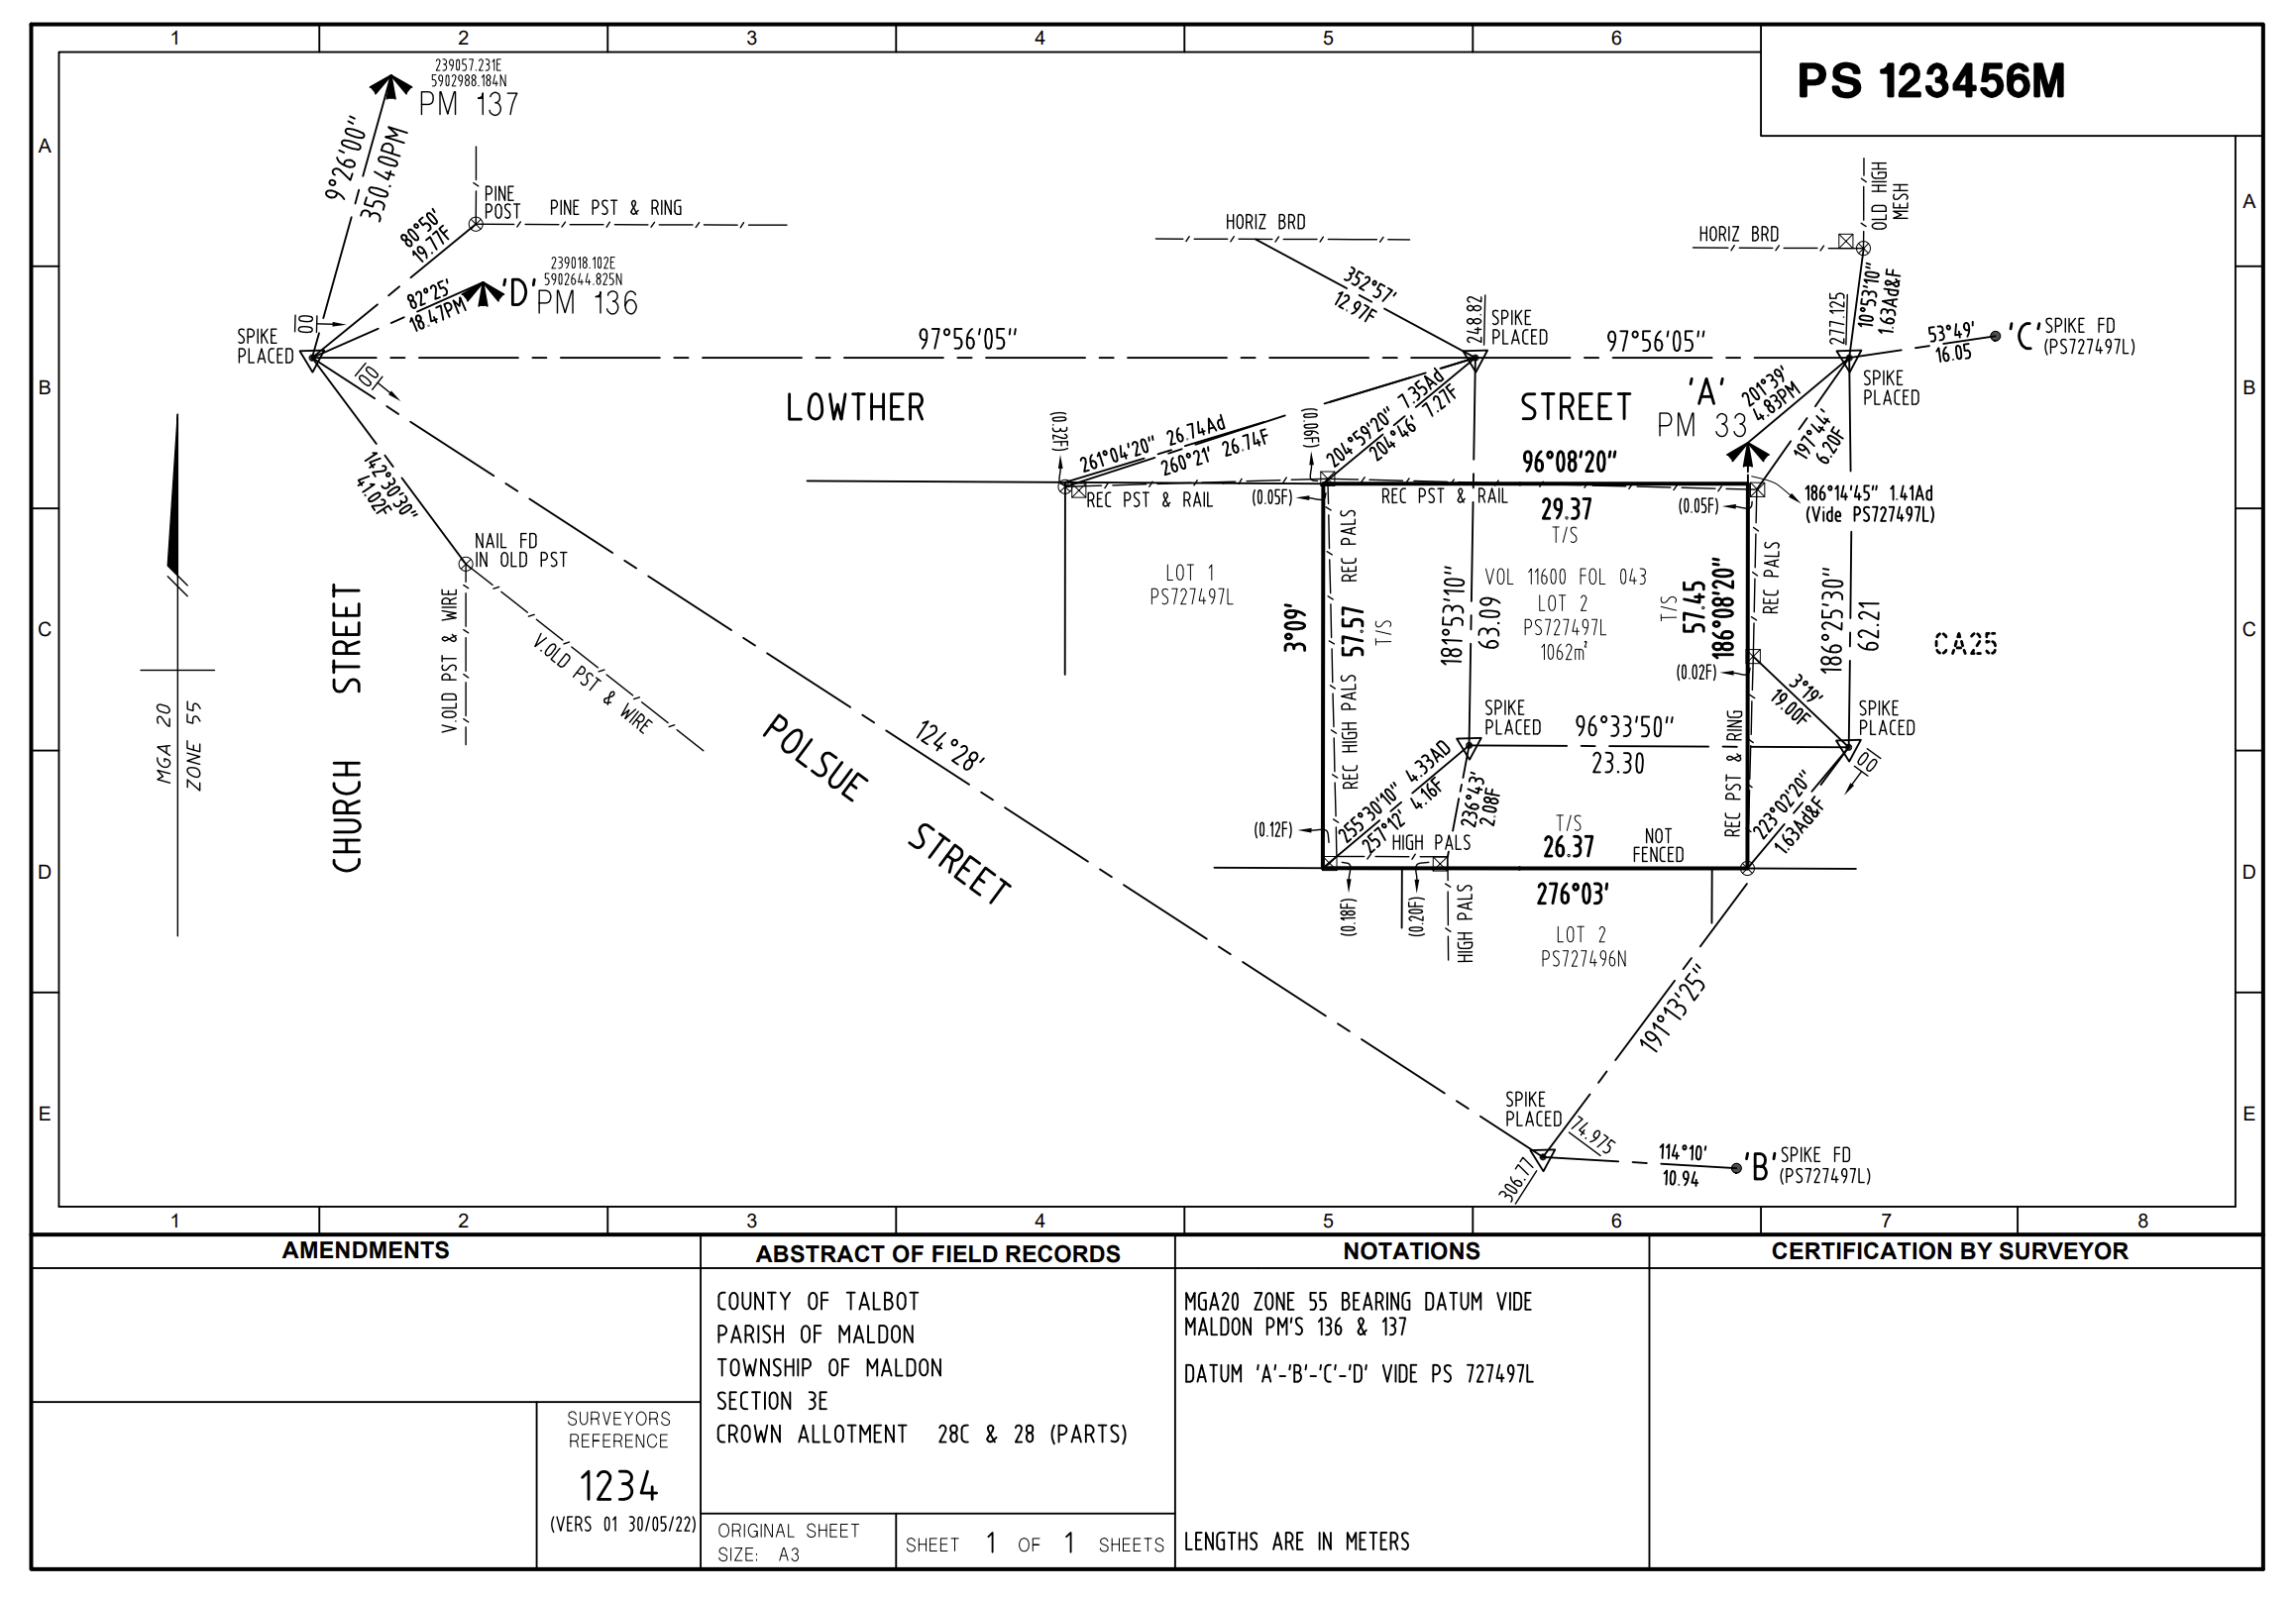 1 2 3 4 5 6
PS 123456M
A
A
B
B
C
C
D
D
E
E
239057.231E
5902988.184N
PM 137
9°26'00"
350.40PM
PINE
POST
PINE PST & RING
80°50'
19.77F
239018.102E
5902644.825N
'D' PM 136
82°25'
18.47PM
00
SPIKE
PLACED
00
97°56'05"
HORIZ BRD
352°57'
12.97F
248.82
SPIKE
PLACED
97°56'05"
HORIZ BRD
OLD HIGH
MESH
277.125
10°53'10"
1.63Ad&F
53°49'
16.05
'C' SPIKE FD
(PS727497L)
SPIKE
PLACED
LOWTHER STREET
'A'
PM 33
201°39'
4.83PM
197°44'
6.20F
142°30'30"
41.02F
(0.32F)
261°04'20" 26.74Ad
260°21' 26.74F
(0.06F)
204°59'20" 7.35Ad
204°46' 7.27F
96°08'20"
29.37
T/S
REC PST & RAIL
(0.05F)
REC PST & RAIL
(0.05F)
186°14'45" 1.41Ad
(Vide PS727497L)
NAIL FD
IN OLD PST
V.OLD PST & WIRE
V.OLD PST & WIRE
CHURCH STREET
MGA 20
ZONE 55
LOT 1
PS727497L
3°09'
57.57
T/S
REC PALS
REC HIGH PALS
VOL 11600 FOL 043
LOT 2
PS727497L
1062m²
181°53'10"
63.09
T/S
57.45
186°08'20"
REC PALS
(0.02F)
186°25'30"
62.21
CA25
3°19'
19.00F
SPIKE
PLACED
96°33'50"
23.30
SPIKE
PLACED
00
REC PST & RING
124°28'
POLSUE STREET
(0.12F)
255°30'10" 4.33AD
257°12' 4.16F
236°43'
2.08F
HIGH PALS
T/S
26.37
NOT
FENCED
223°02'20"
1.63Ad&F
276°03'
(0.18F)
(0.20F)
HIGH PALS
LOT 2
PS727496N
191°13'25"
SPIKE
PLACED
74.975
306.77
114°10'
10.94
'B' SPIKE FD
(PS727497L)
1 2 3 4 5 6 7 8
AMENDMENTS
SURVEYORS
REFERENCE
1234
(VERS 01 30/05/22)
ABSTRACT OF FIELD RECORDS
COUNTY OF TALBOT
PARISH OF MALDON
TOWNSHIP OF MALDON
SECTION 3E
CROWN ALLOTMENT 28C & 28 (PARTS)
ORIGINAL SHEET
SIZE: A3
SHEET 1 OF 1 SHEETS
NOTATIONS
MGA20 ZONE 55 BEARING DATUM VIDE
MALDON PM'S 136 & 137
DATUM 'A'-'B'-'C'-'D' VIDE PS 727497L
LENGTHS ARE IN METERS
CERTIFICATION BY SURVEYOR